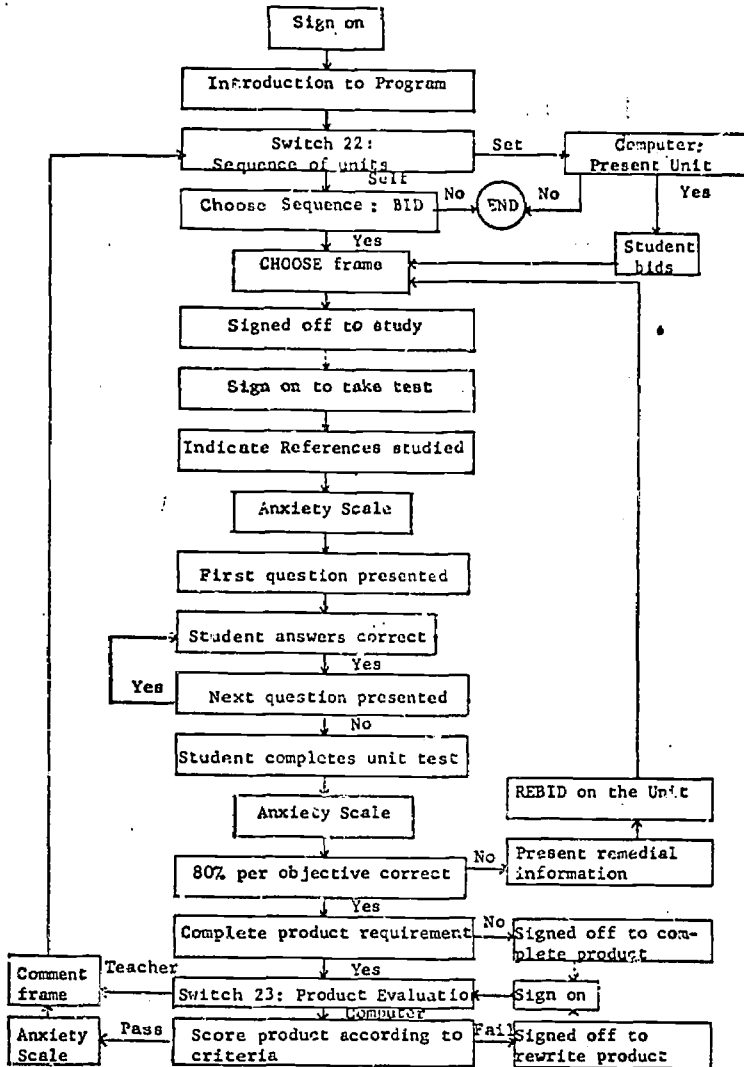 Sign on
Introduction to Program
Switch 22:
Sequence of units
Set
Computer:
Present Unit
Self
Choose Sequence : BID
No
END
No
Yes
Yes
Student
bids
CHOOSE frame
Signed off to study
Sign on to take test
Indicate References studied
Anxiety Scale
First question presented
Student answers correct
Yes
Yes
Next question presented
No
Student completes unit test
Anxiety Scale
REBID on the Unit
80% per objective correct
No
Present remedial
information
Yes
Complete product requirement
No
Signed off to com-
plete product
Comment
frame
Teacher
Yes
Switch 23: Product Evaluatio
Sign on
Computer
Anxiety
Scale
Pass
Score product according to
criteria
Fail
Signed off to
rewrite product